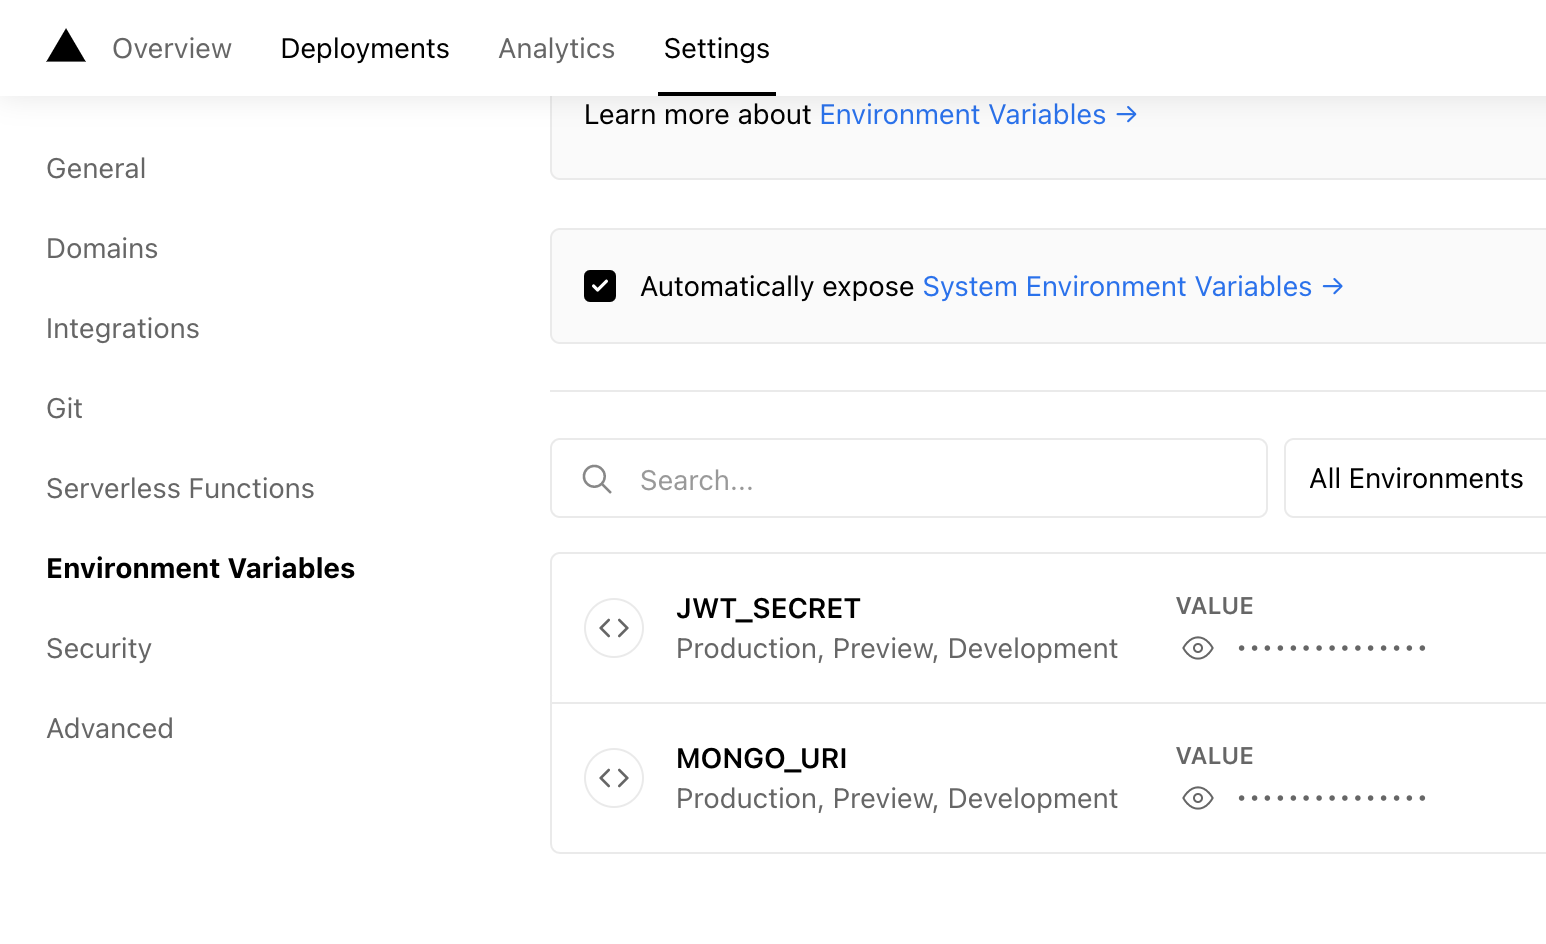 Overview Deployments Analytics Settings
Learn more about Environment Variables →
General
Domains
Integrations
Git
Serverless Functions
Environment Variables
Security
Advanced
Automatically expose System Environment Variables →
Search...
All Environments
JWT_SECRET
Production, Preview, Development
VALUE
•••••••••••••••
MONGO_URI
Production, Preview, Development
VALUE
•••••••••••••••